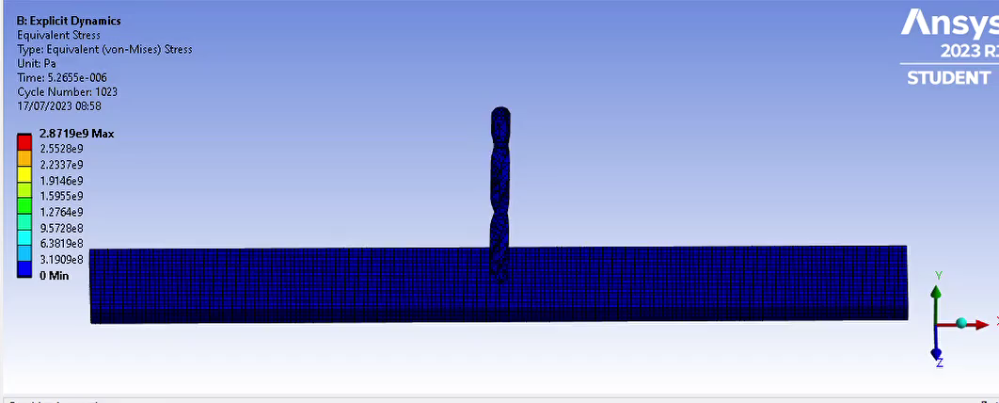 B: Explicit Dynamics
Equivalent Stress
Type: Equivalent (von-Mises) Stress
Unit: Pa
Time: 5.2655e-006
Cycle Number: 1023
17/07/2023 08:58
2.8719e9 Max
2.5528e9
2.2337e9
1.9146e9
1.5955e9
1.2764e9
9.5728e8
6.3819e8
3.1909e8
0 Min
Ansys
2023 R
STUDENT
Y
Z